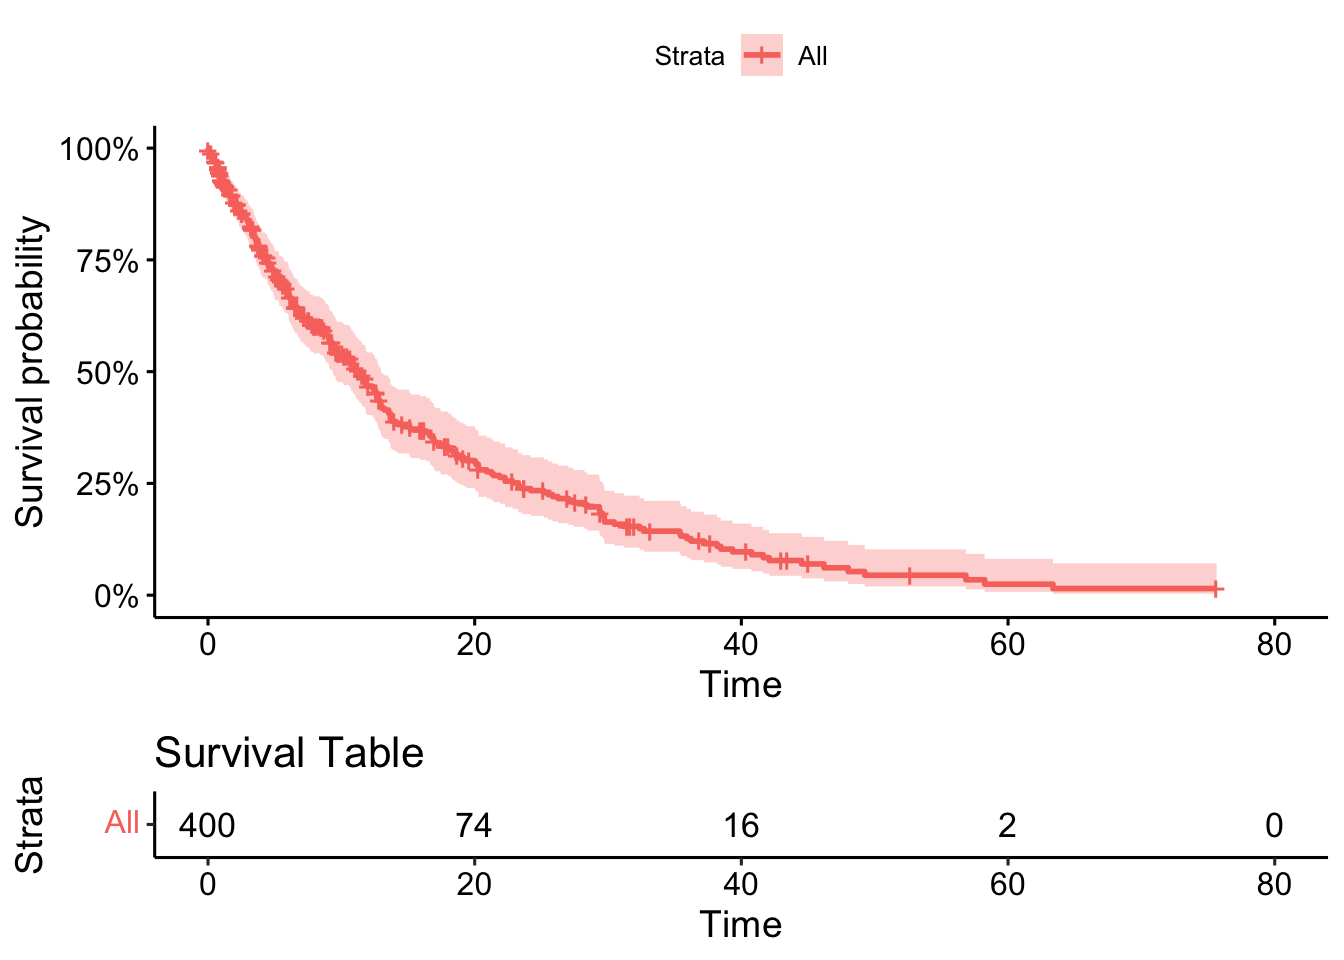 Strata All
Survival probability
100%
75%
50%
25%
0%
0 20 40 60 80
Time
Survival Table
Strata
All 400 74 16 2 0
0 20 40 60 80
Time